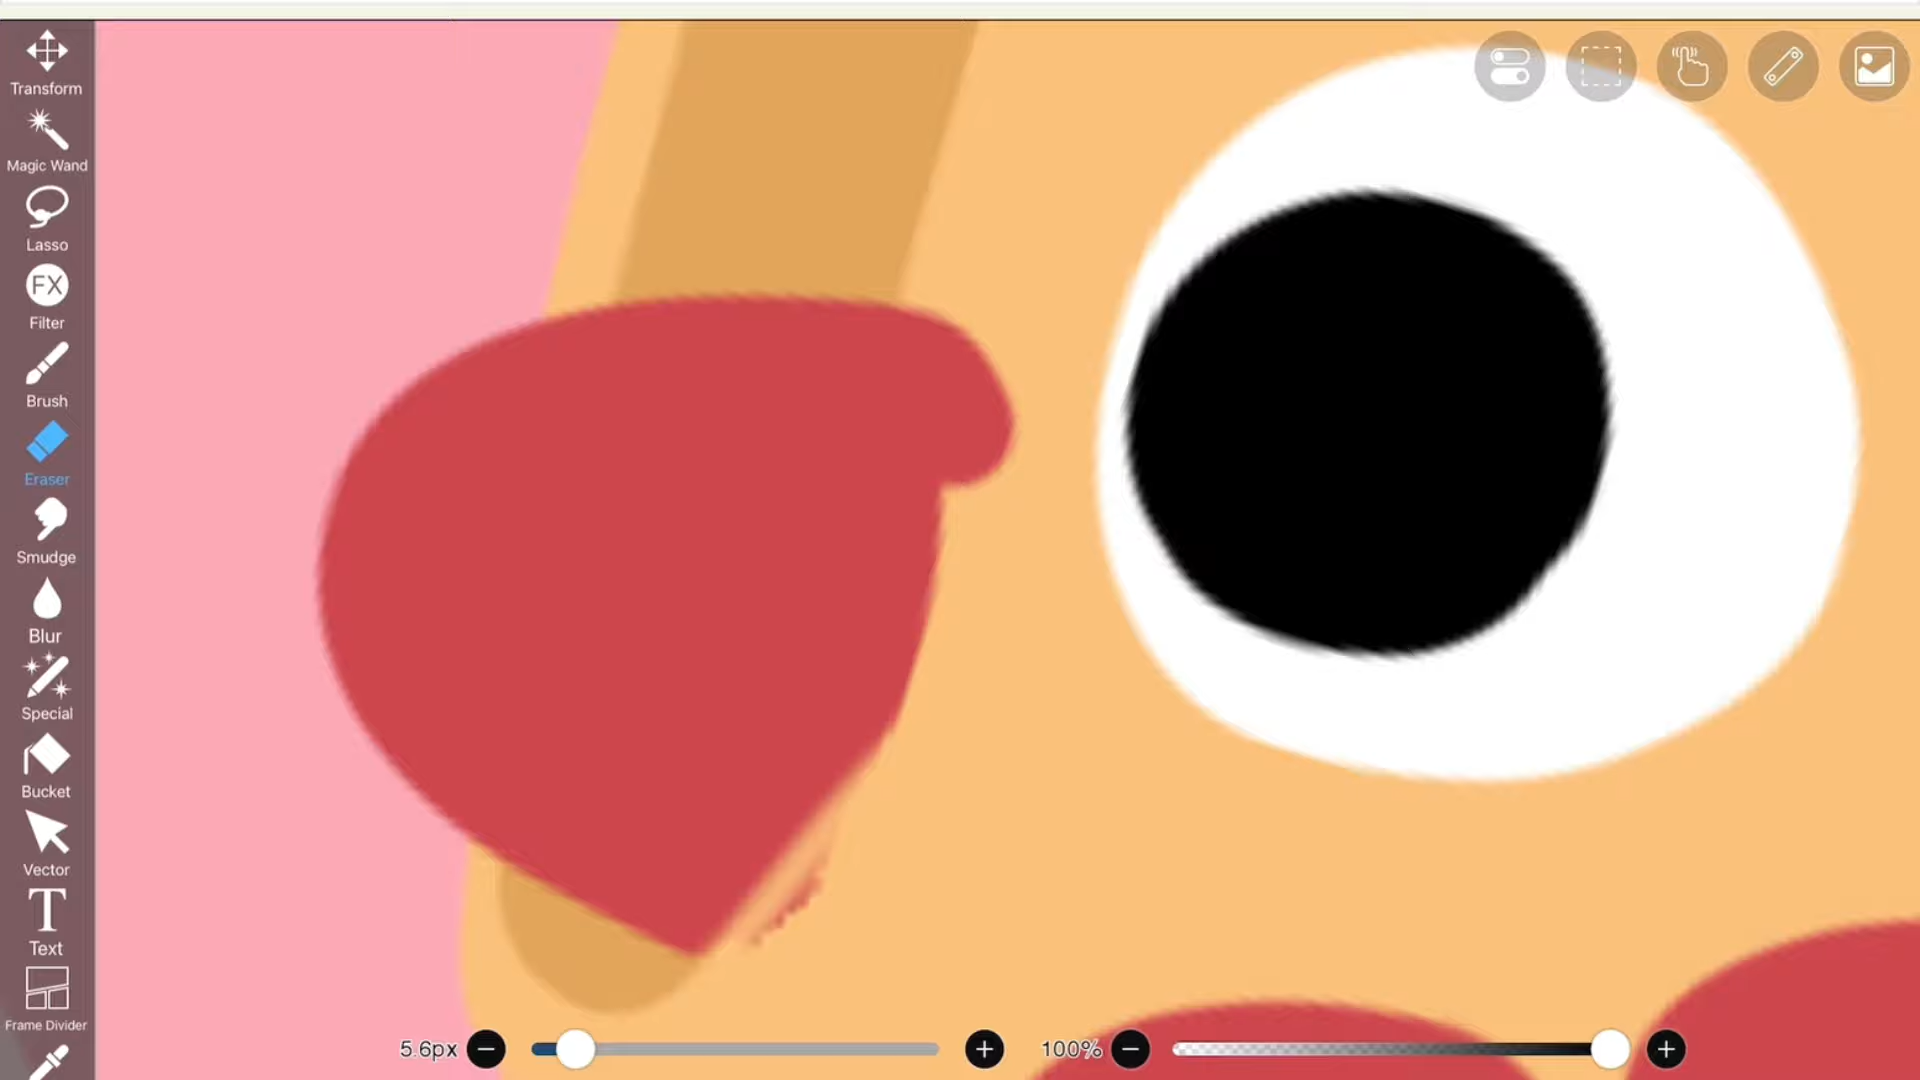 Transform
Magic Wand
Lasso
FX
Filter
Brush
Eraser
Smudge
Blur
Special
Bucket
Vector
T
Text
Frame Divider
5.6px
100%